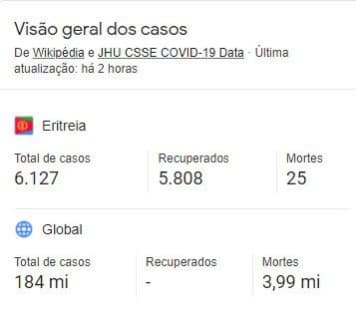 Visão geral dos casos
De Wikipédia e JHU CSSE COVID-19 Data · Última
atualização: há 2 horas
Eritreia
Total de casos Recuperados Mortes
6.127 5.808 25
Global
Total de casos Recuperados Mortes
184 mi - 3,99 mi